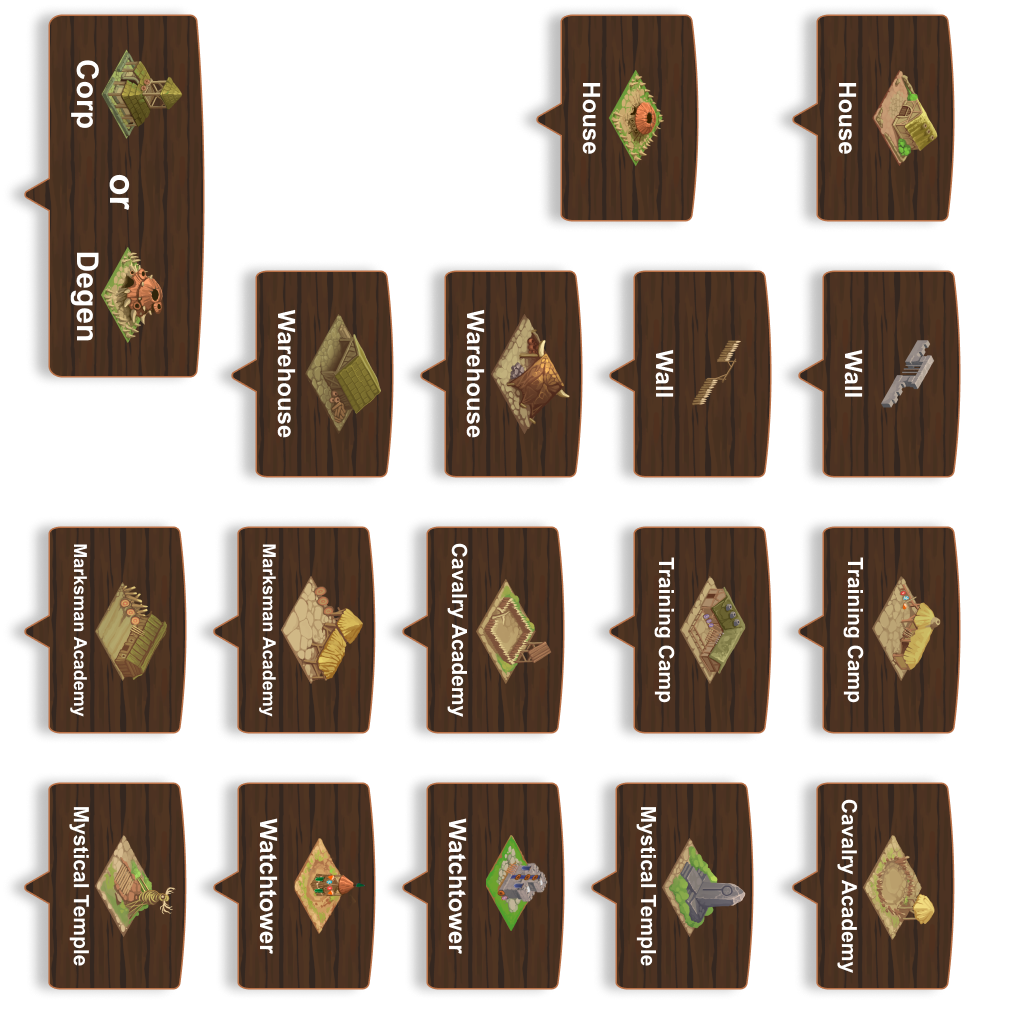 House
Wall
Training Camp
Cavalry Academy
House
Wall
Training Camp
Mystical Temple
Warehouse
Cavalry Academy
Watchtower
Warehouse
Marksman Academy
Watchtower
Corp or Degen
Marksman Academy
Mystical Temple